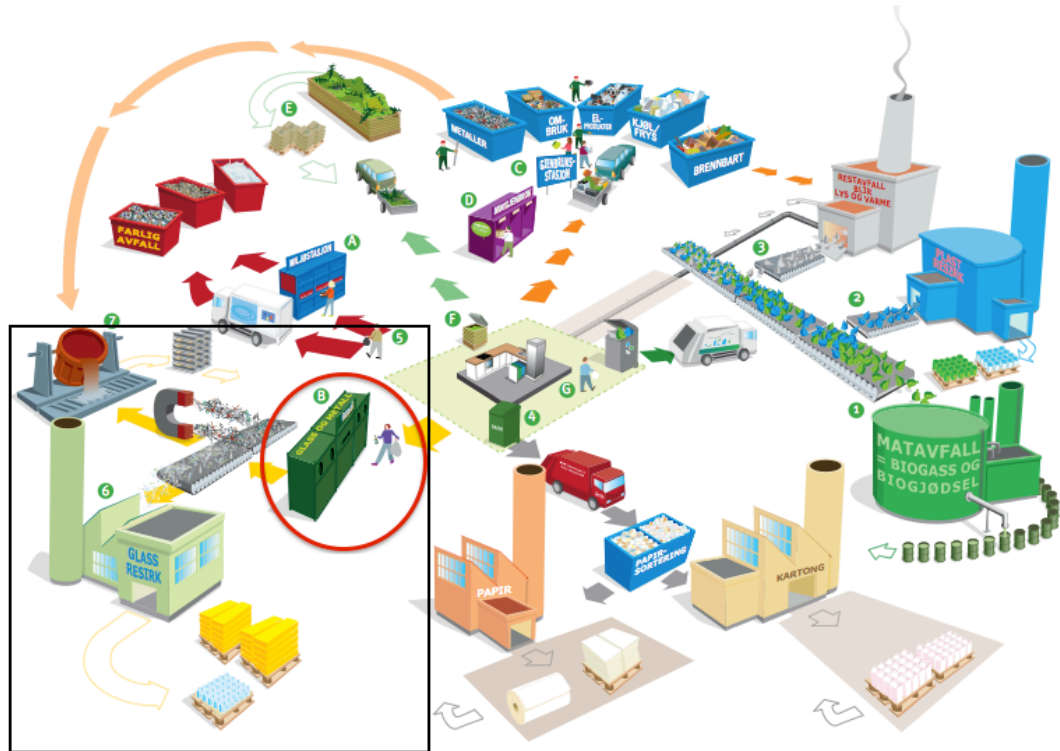 E
METALLER
OM-
BRUK
EL-
PRODUKTER
KJØL/
FRYS
BRENNBART
C
GJENBRUKS-
STASJON
D
RESTAVFALL
BLIR
LYS OG VARME
FARLIG
AVFALL
A
MILJØSTASJON
3
PLAST
RESIRK
2
7
F
5
G
1
B
GLASS OG METALL
4
MATAVFALL
= BIOGASS OG
BIOGJØDSEL
6
GLASS
RESIRK
PAPIR-
SORTERING
PAPIR
KARTONG